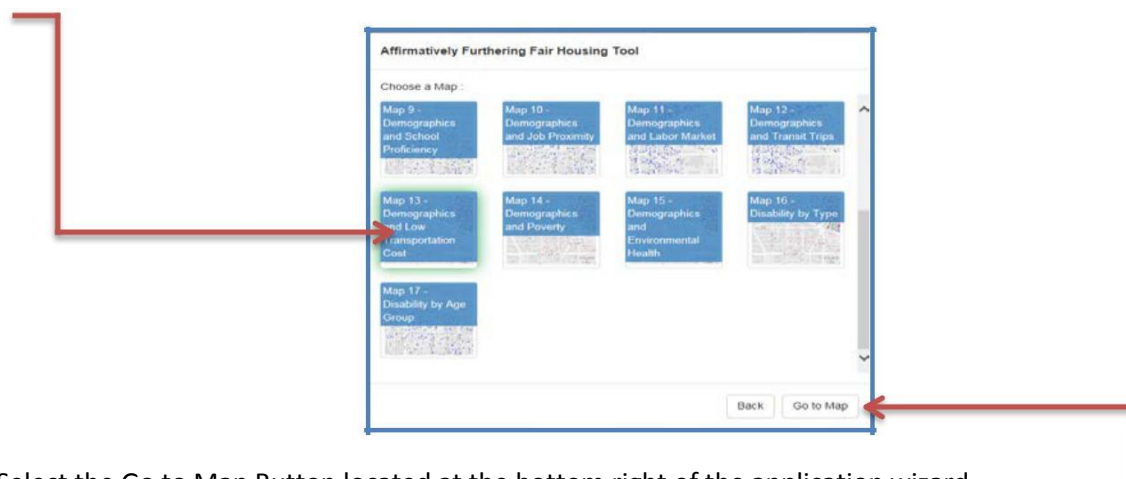 Affirmatively Furthering Fair Housing Tool
Choose a Map :
Map 9 -
Demographics
and School
Proficiency
Map 10 -
Demographics
and Job Proximity
Map 11 -
Demographics
and Labor Market
Map 12 -
Demographics
and Transit Trips
Map 13 -
Demographics
and Low
Transportation
Cost
Map 14 -
Demographics
and Poverty
Map 15 -
Demographics
and
Environmental
Health
Map 16 -
Disability by Type
Map 17 -
Disability by Age
Group
Back Go to Map
Select the Go to Map Button located at the bottom right of the application wizard